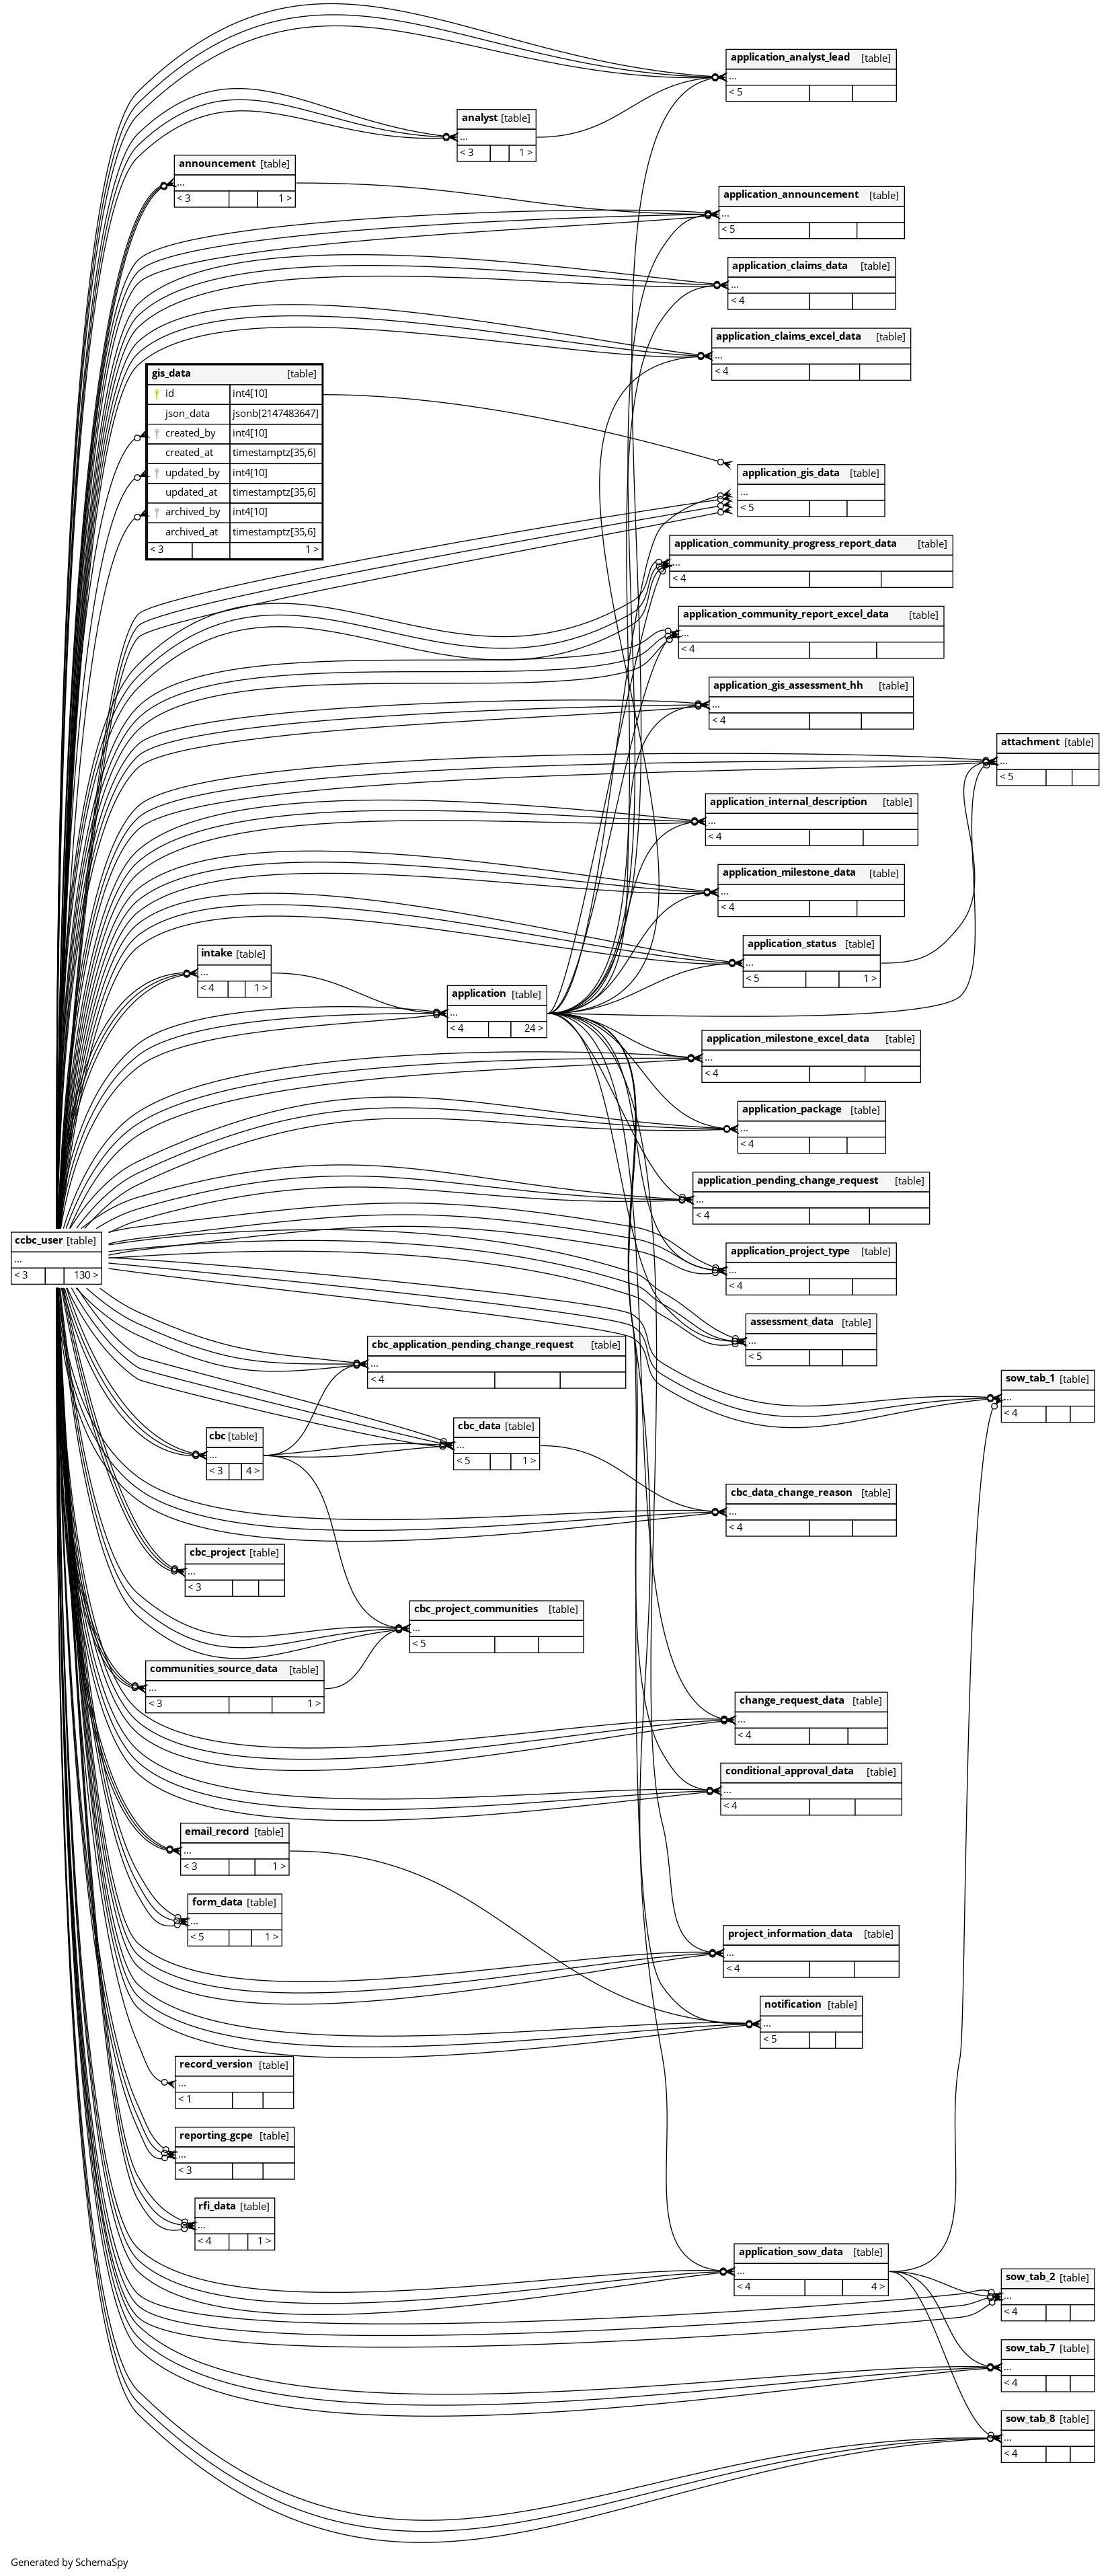 application_analyst_lead [table]
...
< 5
analyst [table]
...
< 3 1 >
announcement [table]
...
< 3 1 >
application_announcement [table]
...
< 5
application_claims_data [table]
...
< 4
application_claims_excel_data [table]
...
< 4
gis_data [table]
id int4[10]
json_data jsonb[2147483647]
created_by int4[10]
created_at timestamptz[35,6]
updated_by int4[10]
updated_at timestamptz[35,6]
archived_by int4[10]
archived_at timestamptz[35,6]
< 3 1 >
application_gis_data [table]
...
< 5
application_community_progress_report_data [table]
...
< 4
application_community_report_excel_data [table]
...
< 4
application_gis_assessment_hh [table]
...
< 4
attachment [table]
...
< 5
application_internal_description [table]
...
< 4
application_milestone_data [table]
...
< 4
application_status [table]
...
< 5 1 >
intake [table]
...
< 4 1 >
application [table]
...
< 4 24 >
application_milestone_excel_data [table]
...
< 4
application_package [table]
...
< 4
application_pending_change_request [table]
...
< 4
ccbc_user [table]
...
< 3 130 >
application_project_type [table]
...
< 4
assessment_data [table]
...
< 5
cbc_application_pending_change_request [table]
...
< 4
sow_tab_1 [table]
...
< 4
cbc [table]
...
< 3 4 >
cbc_data [table]
...
< 5 1 >
cbc_data_change_reason [table]
...
< 4
cbc_project [table]
...
< 3
cbc_project_communities [table]
...
< 5
communities_source_data [table]
...
< 3 1 >
change_request_data [table]
...
< 4
conditional_approval_data [table]
...
< 4
email_record [table]
...
< 3 1 >
form_data [table]
...
< 5 1 >
project_information_data [table]
...
< 4
notification [table]
...
< 5
record_version [table]
...
< 1
reporting_gcpe [table]
...
< 3
rfi_data [table]
...
< 4 1 >
application_sow_data [table]
...
< 4 4 >
sow_tab_2 [table]
...
< 4
sow_tab_7 [table]
...
< 4
sow_tab_8 [table]
...
< 4
Generated by SchemaSpy